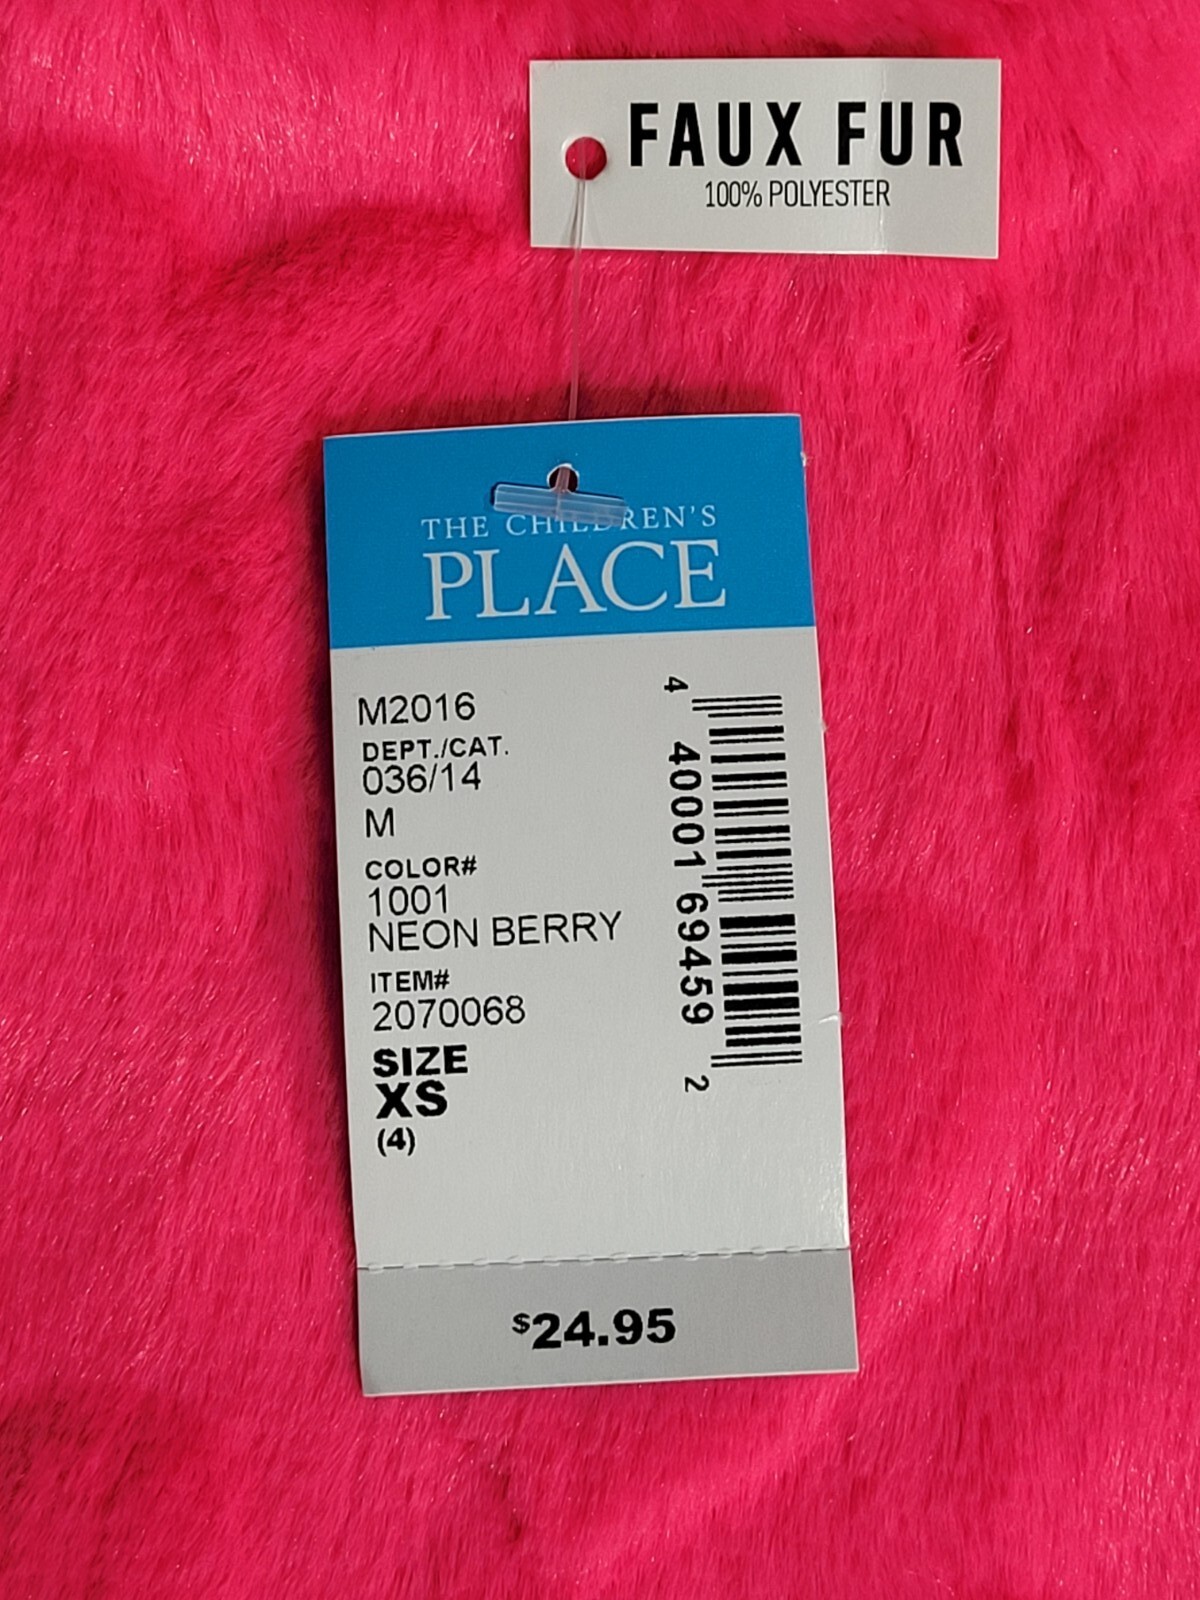 FAUX FUR
100% POLYESTER
THE CHILDREN'S
PLACE
M2016
DEPT./CAT.
036/14
M
COLOR#
1001
NEON BERRY
ITEM#
2070068
SIZE
XS
(4)
4 40001 69459 2
$24.95